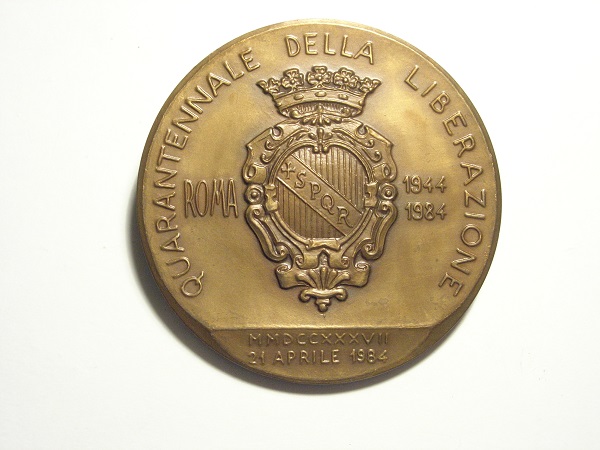 QUARANTENNALE DELLA LIBERAZIONE
ROMA
SPQR
1944
1984
MMDCCXXXVII
21 APRILE 1984